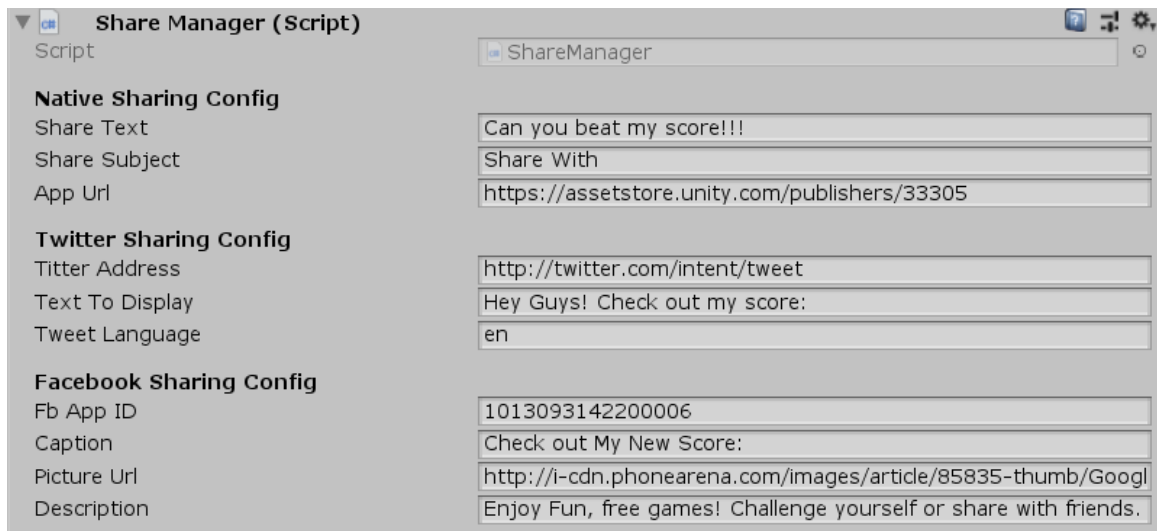 Share Manager (Script)
Script ShareManager
Native Sharing Config
Share Text Can you beat my score!!!
Share Subject Share With
App Url https://assetstore.unity.com/publishers/33305
Twitter Sharing Config
Titter Address http://twitter.com/intent/tweet
Text To Display Hey Guys! Check out my score:
Tweet Language en
Facebook Sharing Config
Fb App ID 1013093142200006
Caption Check out My New Score:
Picture Url http://i-cdn.phonearena.com/images/article/85835-thumb/Googl
Description Enjoy Fun, free games! Challenge yourself or share with friends.